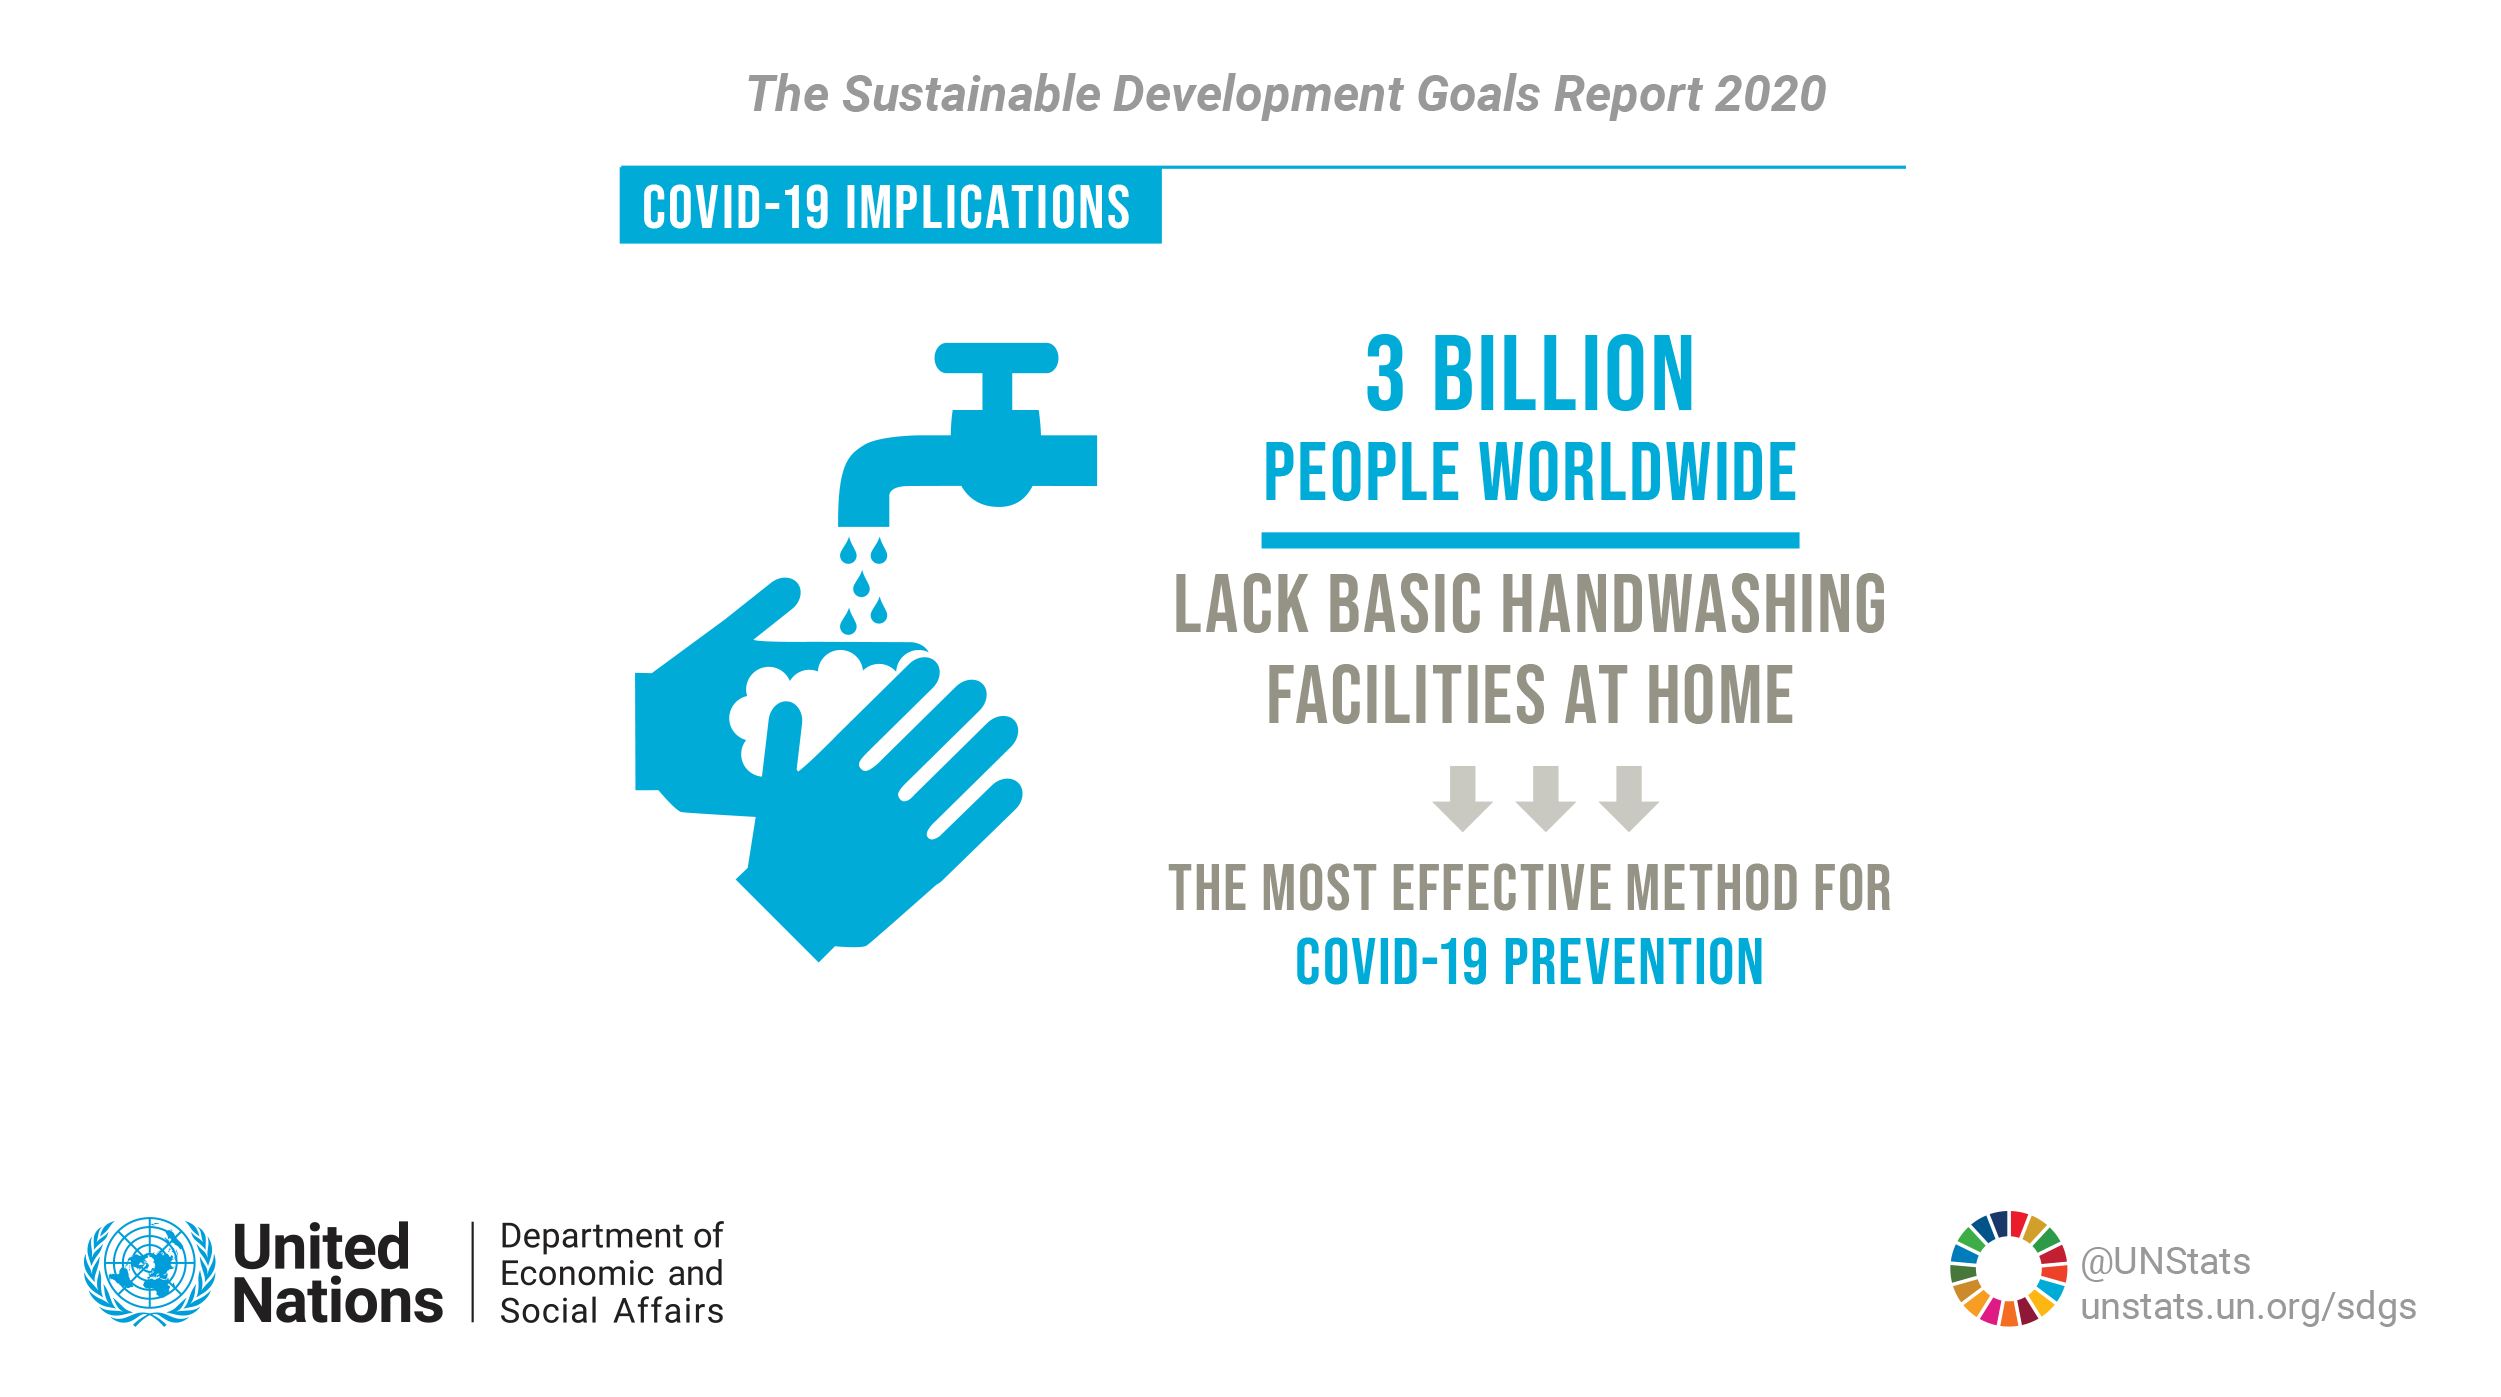 The Sustainable Development Goals Report 2020
COVID-19 IMPLICATIONS
3 BILLION
PEOPLE WORLDWIDE
LACK BASIC HANDWASHING
FACILITIES AT HOME
THE MOST EFFECTIVE METHOD FOR
COVID-19 PREVENTION
United
Nations
Department of
Economic and
Social Affairs
@UNStats
unstats.un.org/sdgs